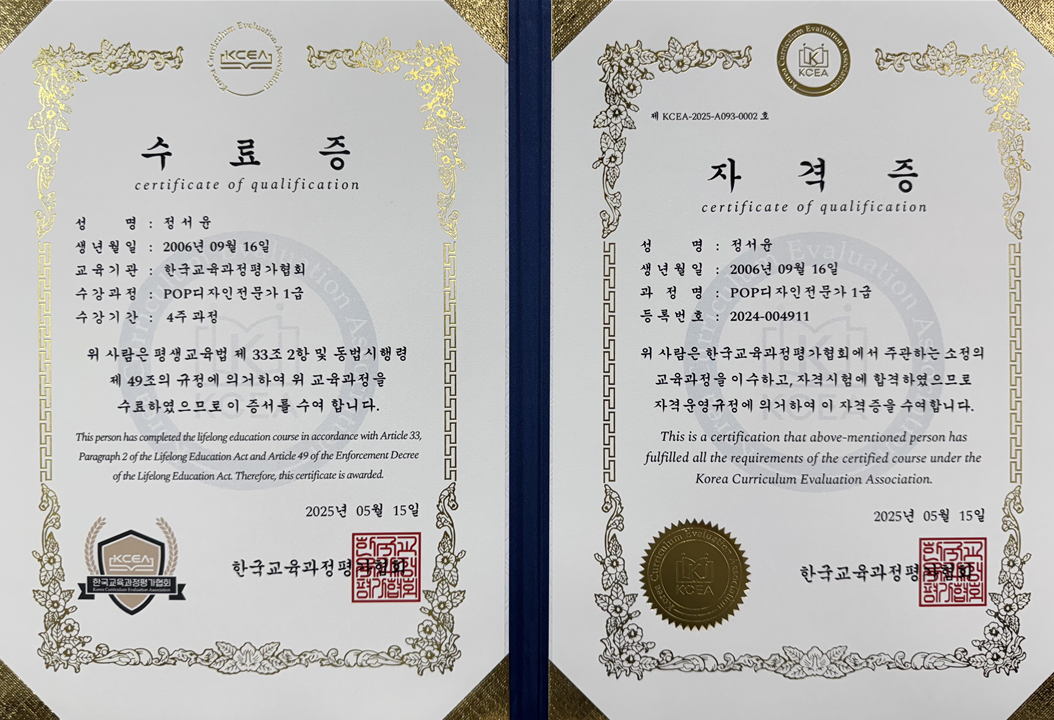 Korea Curriculum Evaluation Association
KCEA
수 료 증
certificate of qualification
성 명 : 정서윤
생년월일 : 2006년 09월 16일
교육기관 : 한국교육과정평가협회
수강과정 : POP디자인전문가 1급
수강기간 : 4주 과정
위 사람은 평생교육법 제 33조 2항 및 동법시행령
제 49조의 규정에 의거하여 위 교육과정을
수료하였으므로 이 증서를 수여 합니다.
This person has completed the lifelong education course in accordance with Article 33,
Paragraph 2 of the Lifelong Education Act and Article 49 of the Enforcement Decree
of the Lifelong Education Act. Therefore, this certificate is awarded.
2025년 05월 15일
KCEA
한국교육과정평가협회
Korea Curriculum Evaluation Association
한국교육과정평가협회
Korea Curriculum Evaluation Association
KCEA
제 KCEA-2025-A093-0002 호
자 격 증
certificate of qualification
성 명 : 정서윤
생년월일 : 2006년 09월 16일
과 정 명 : POP디자인전문가 1급
등록번호 : 2024-004911
위 사람은 한국교육과정평가협회에서 주관하는 소정의
교육과정을 이수하고, 자격시험에 합격하였으므로
자격운영규정에 의거하여 이 자격증을 수여합니다.
This is a certification that above-mentioned person has
fulfilled all the requirements of the certified course under the
Korea Curriculum Evaluation Association.
2025년 05월 15일
Korea Curriculum Evaluation Association
KCEA
한국교육과정평가협회